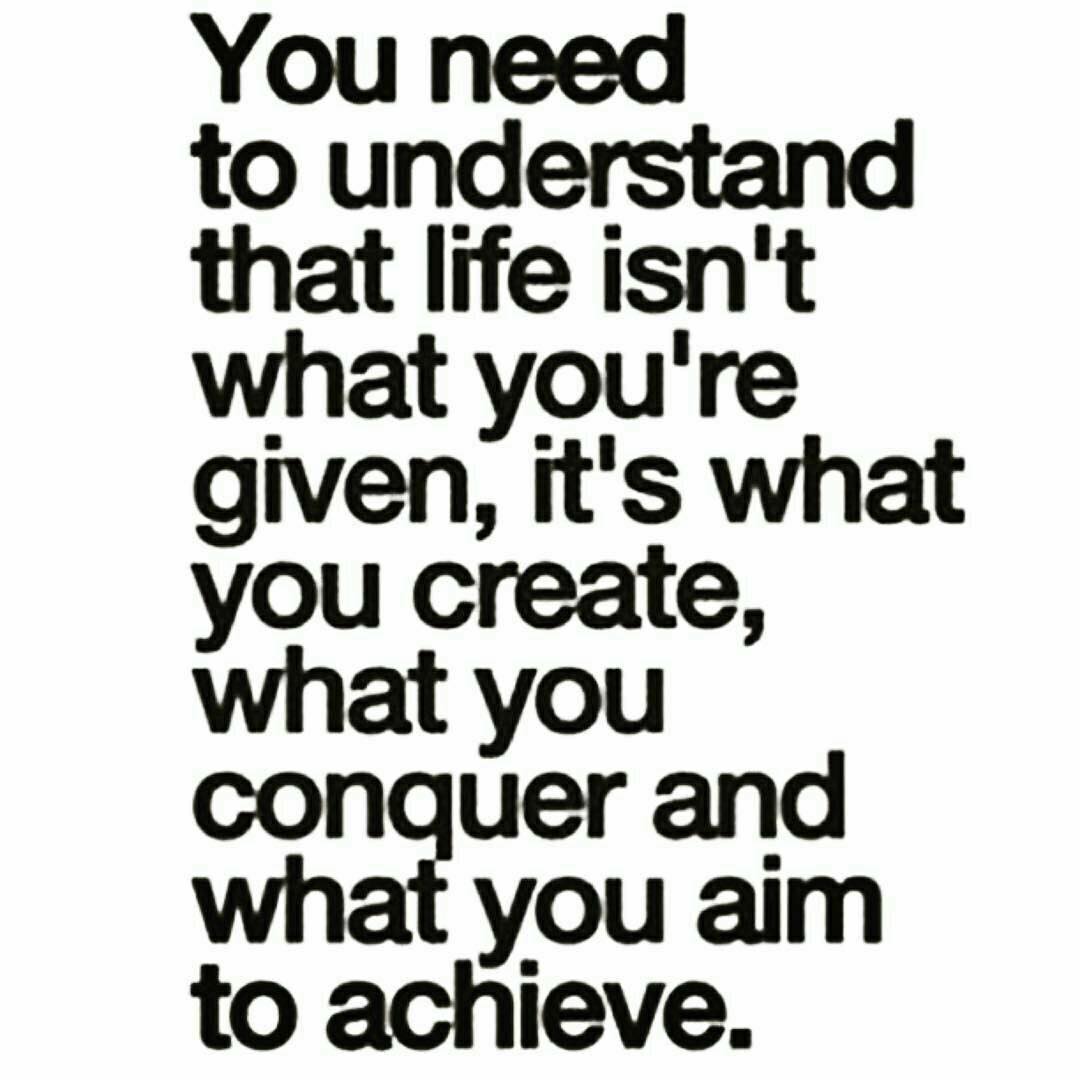 You need
to understand
that life isn't
what you're
given, it's what
you create,
what you
conquer and
what you aim
to achieve.